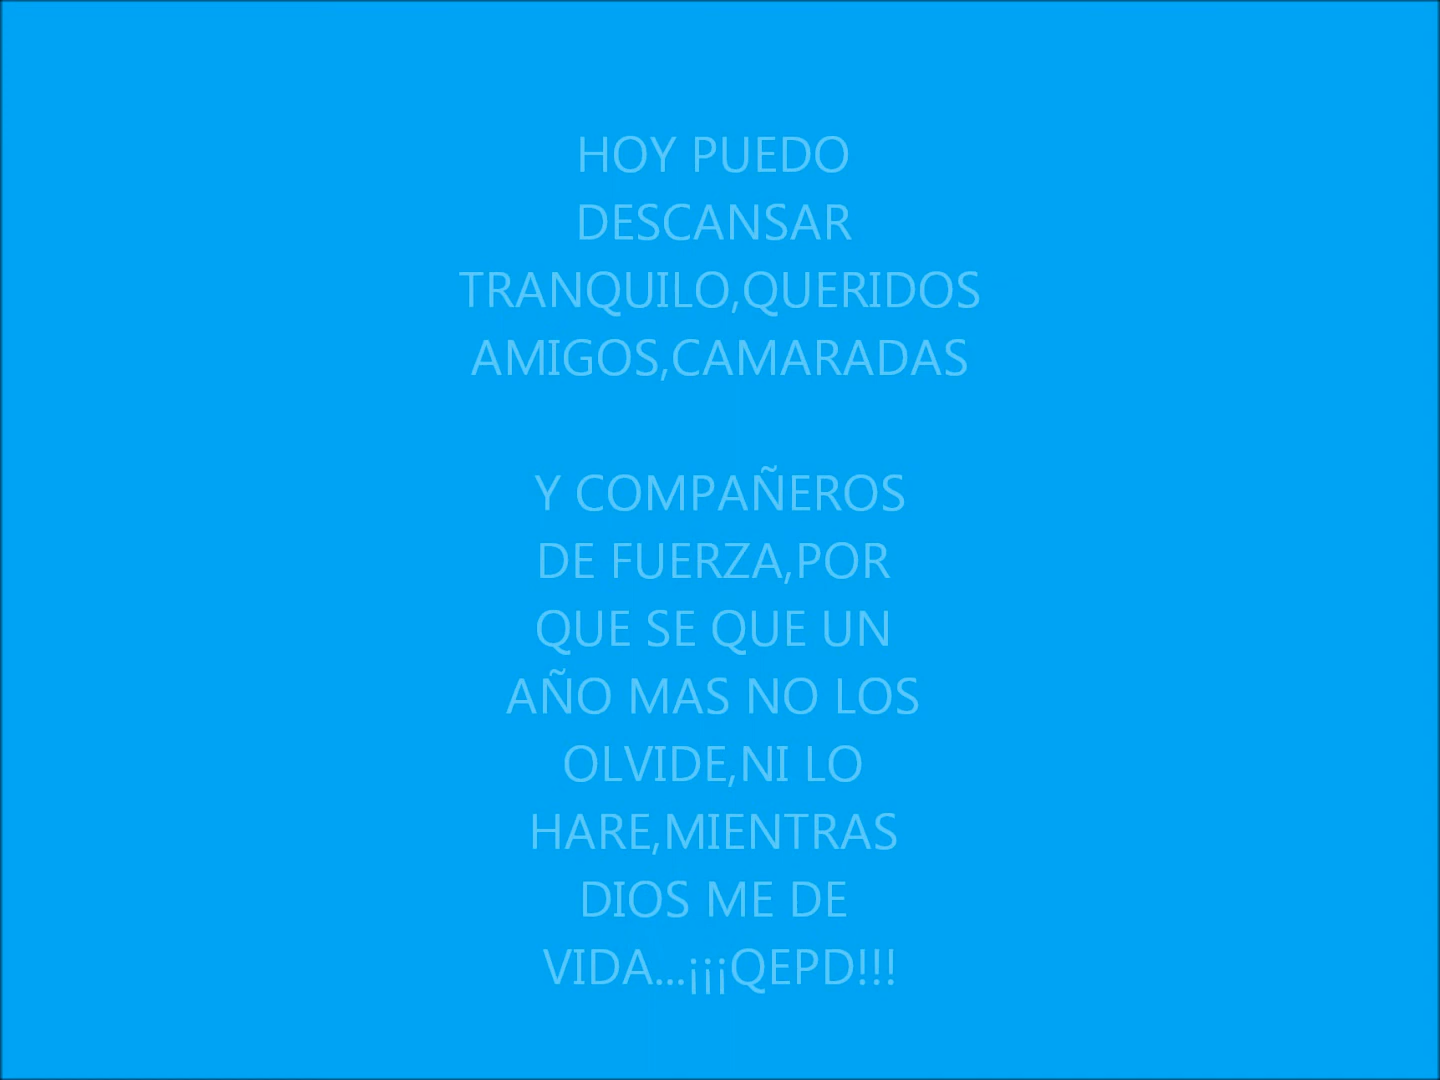 HOY PUEDO
DESCANSAR
TRANQUILO,QUERIDOS
AMIGOS,CAMARADAS
Y COMPAÑEROS
DE FUERZA,POR
QUE SE QUE UN
AÑO MAS NO LOS
OLVIDE,NI LO
HARE,MIENTRAS
DIOS ME DE
VIDA...¡¡¡QEPD!!!